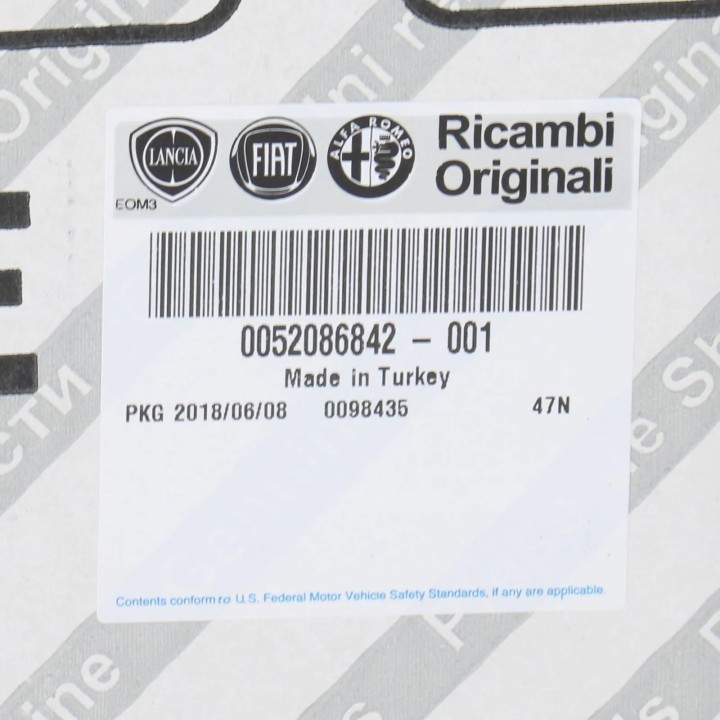 LANCIA FIAT ALFA ROMEO Ricambi
Originali
EOM3
0052086842 - 001
Made in Turkey
PKG 2018/06/08 0098435 47N
Contents conform to U.S. Federal Motor Vehicle Safety Standards, if any are applicable.